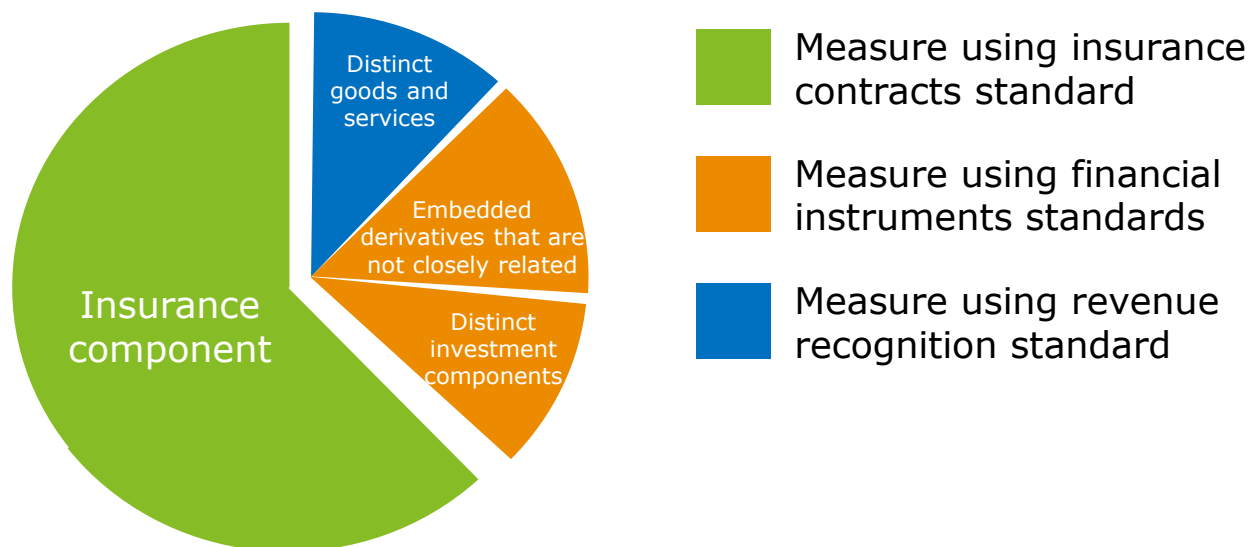 Distinct
goods and
services
Embedded
derivatives that are
not closely related
Distinct
investment
components
Insurance
component
Measure using insurance
contracts standard
Measure using financial
instruments standards
Measure using revenue
recognition standard